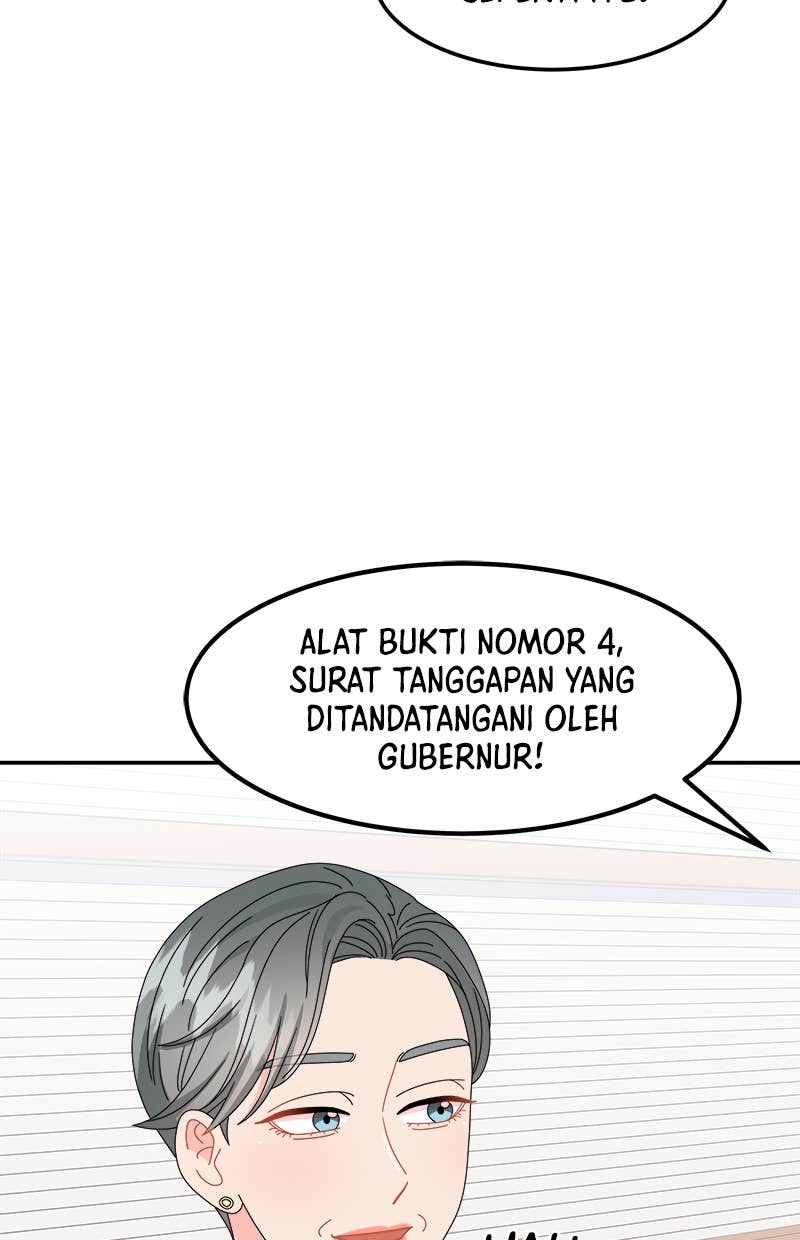 ALAT BUKTI NOMOR 4,
SURAT TANGGAPAN YANG
DITANDATANGANI OLEH
GUBERNUR!